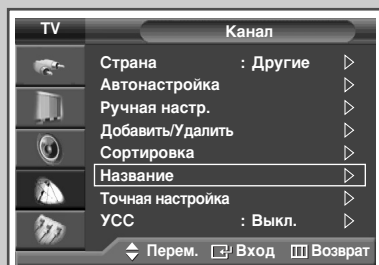 TV
Канал
Страна : Другие
Автонастройка
Ручная настр.
Добавить/Удалить
Сортировка
Название
Точная настройка
УСС : Выкл.
Перем. Вход Возврат